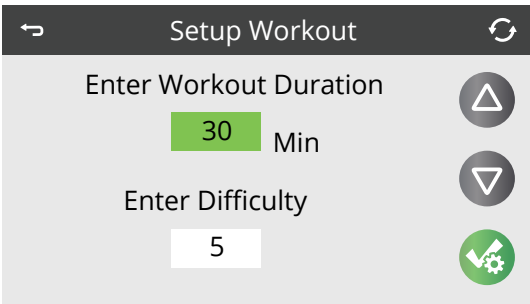 Setup Workout
Enter Workout Duration
30 Min
Enter Difficulty
5